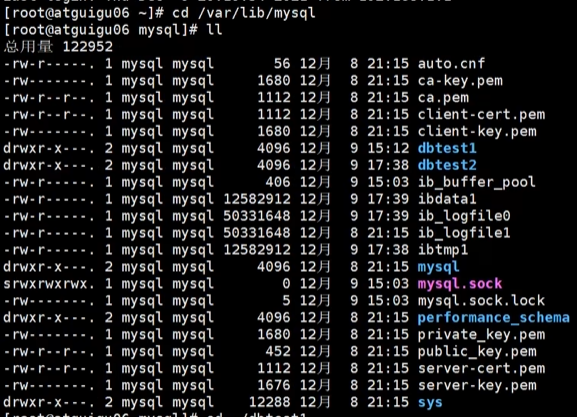 [root@atguigu06 ~]# cd /var/lib/mysql
[root@atguigu06 mysql]# ll
总用量 122952
-rw-r-----. 1 mysql mysql 56 12月 8 21:15 auto.cnf
-rw-------. 1 mysql mysql 1680 12月 8 21:15 ca-key.pem
-rw-r--r--. 1 mysql mysql 1112 12月 8 21:15 ca.pem
-rw-r--r--. 1 mysql mysql 1112 12月 8 21:15 client-cert.pem
-rw-------. 1 mysql mysql 1680 12月 8 21:15 client-key.pem
drwxr-x---. 2 mysql mysql 4096 12月 9 15:12 dbtest1
drwxr-x---. 2 mysql mysql 4096 12月 9 17:38 dbtest2
-rw-r-----. 1 mysql mysql 406 12月 9 15:03 ib_buffer_pool
-rw-r-----. 1 mysql mysql 12582912 12月 9 17:39 ibdata1
-rw-r-----. 1 mysql mysql 50331648 12月 9 17:39 ib_logfile0
-rw-r-----. 1 mysql mysql 50331648 12月 8 21:15 ib_logfile1
-rw-r-----. 1 mysql mysql 12582912 12月 9 17:38 ibtmp1
drwxr-x---. 2 mysql mysql 4096 12月 8 21:15 mysql
srwxrwxrwx. 1 mysql mysql 0 12月 9 15:03 mysql.sock
-rw-------. 1 mysql mysql 5 12月 9 15:03 mysql.sock.lock
drwxr-x---. 2 mysql mysql 4096 12月 8 21:15 performance_schema
-rw-------. 1 mysql mysql 1680 12月 8 21:15 private_key.pem
-rw-r--r--. 1 mysql mysql 452 12月 8 21:15 public_key.pem
-rw-r--r--. 1 mysql mysql 1112 12月 8 21:15 server-cert.pem
-rw-------. 1 mysql mysql 1676 12月 8 21:15 server-key.pem
drwxr-x---. 2 mysql mysql 12288 12月 8 21:15 sys
[root@atguigu06 mysql]# cd ./dbtest1